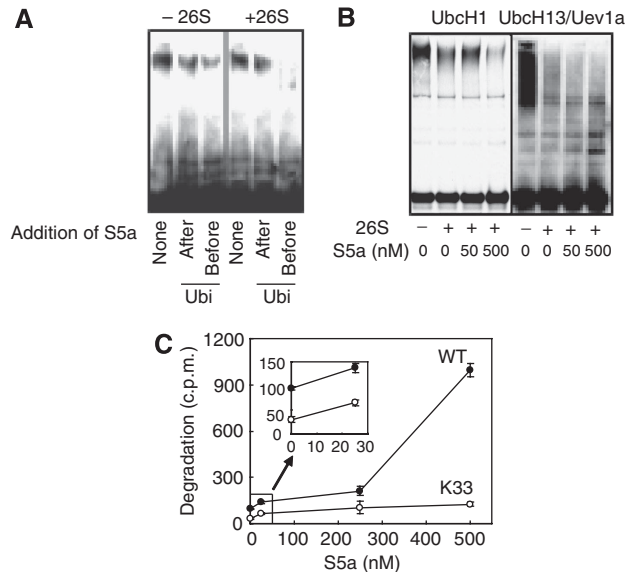 A
– 26S +26S
Addition of S5a
None After Before None After Before
Ubi Ubi
B
UbcH1 UbcH13/Uev1a
26S – + + + – + + +
S5a (nM) 0 0 50 500 0 0 50 500
C
Degradation (c.p.m.)
1200
900
600
300
0
150
100
50
0
0 10 20 30
WT
K33
0 100 200 300 400 500
S5a (nM)